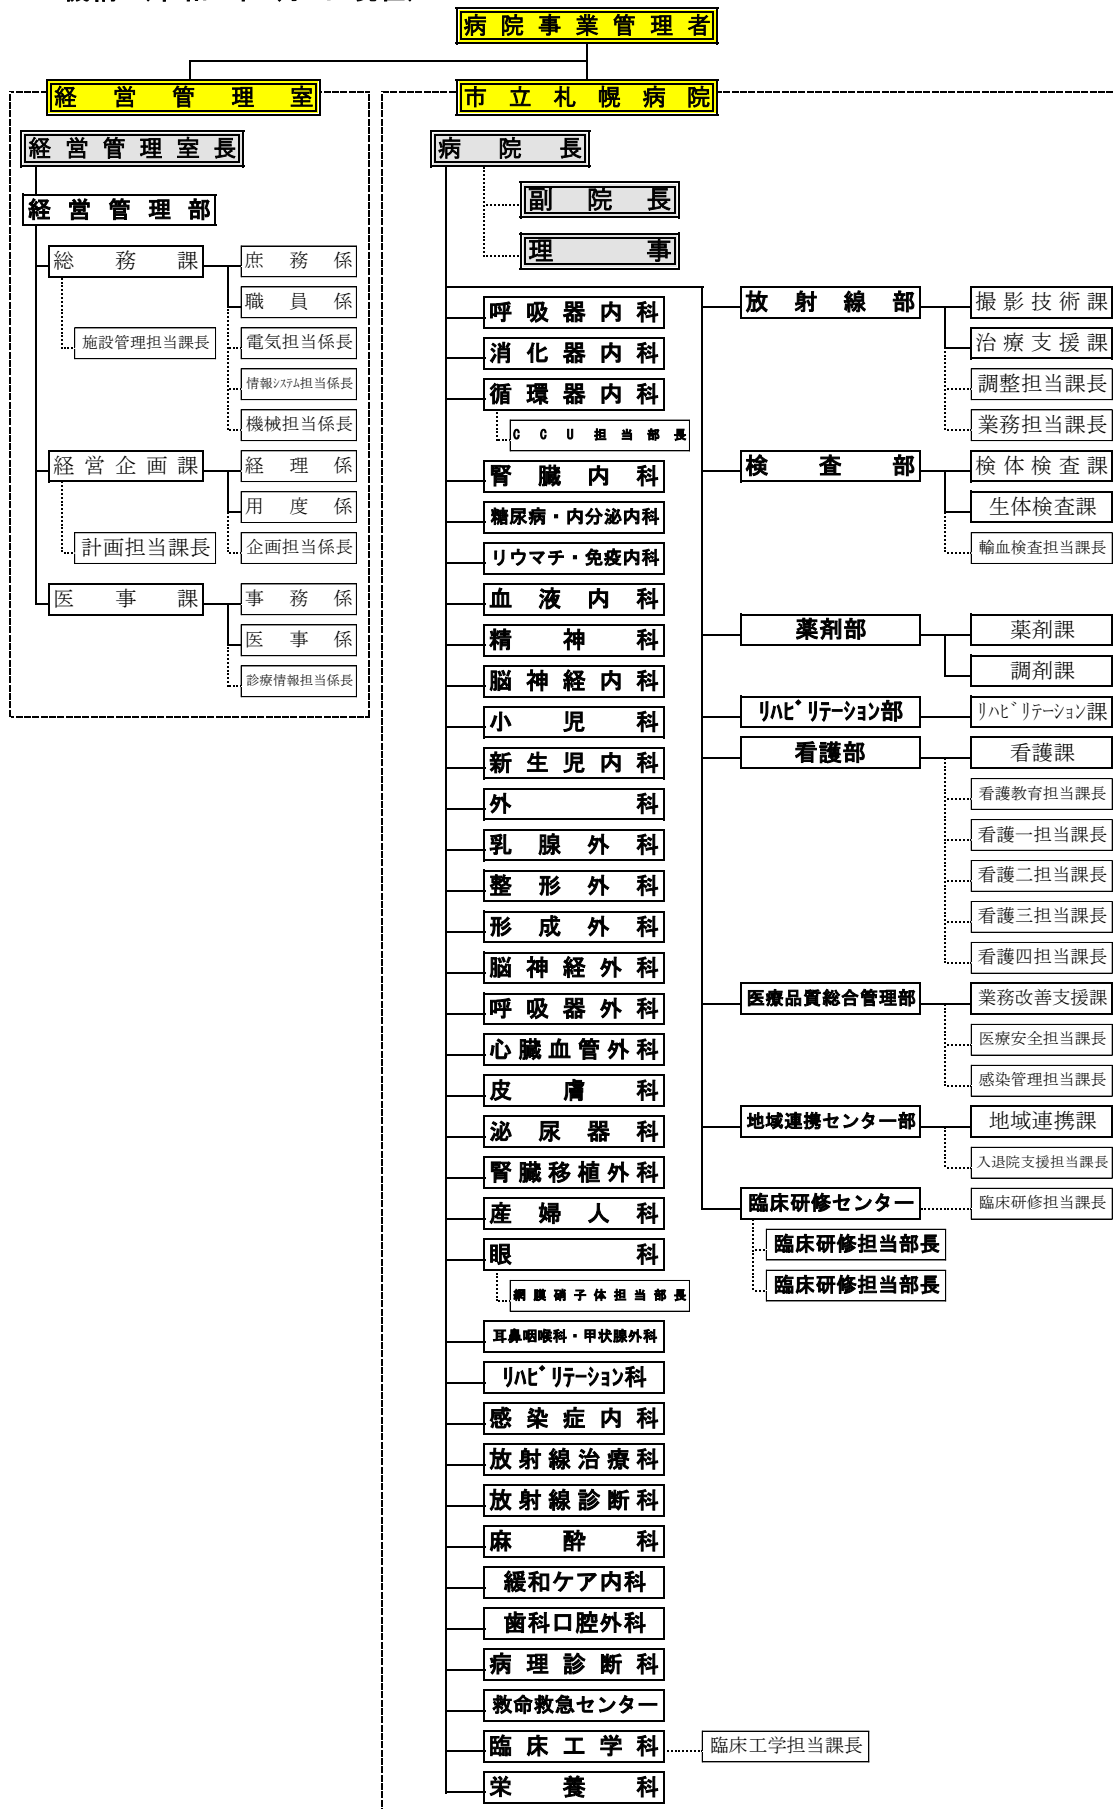 病院事業管理者
経営管理室
市立札幌病院
経営管理室長
病院長
副院長
経営管理部
理事
総務課
庶務係
職員係
施設管理担当課長
電気担当係長
情報システム担当係長
機械担当係長
経営企画課
経理係
用度係
計画担当課長
企画担当係長
医事課
事務係
医事係
診療情報担当係長
呼吸器内科
消化器内科
循環器内科
CCU担当部長
腎臓内科
糖尿病・内分泌内科
リウマチ・免疫内科
血液内科
精神科
脳神経内科
小児科
新生児内科
外科
乳腺外科
整形外科
形成外科
脳神経外科
呼吸器外科
心臓血管外科
皮膚科
泌尿器科
腎臓移植外科
産婦人科
眼科
網膜硝子体担当部長
耳鼻咽喉科・甲状腺外科
リハビリテーション科
感染症内科
放射線治療科
放射線診断科
麻酔科
緩和ケア内科
歯科口腔外科
病理診断科
救命救急センター
臨床工学科
臨床工学担当課長
栄養科
放射線部
撮影技術課
治療支援課
調整担当課長
業務担当課長
検査部
検体検査課
生体検査課
輸血検査担当課長
薬剤部
薬剤課
調剤課
リハビリテーション部
リハビリテーション課
看護部
看護課
看護教育担当課長
看護一担当課長
看護二担当課長
看護三担当課長
看護四担当課長
医療品質総合管理部
業務改善支援課
医療安全担当課長
感染管理担当課長
地域連携センター部
地域連携課
入退院支援担当課長
臨床研修センター
臨床研修担当課長
臨床研修担当部長
臨床研修担当部長